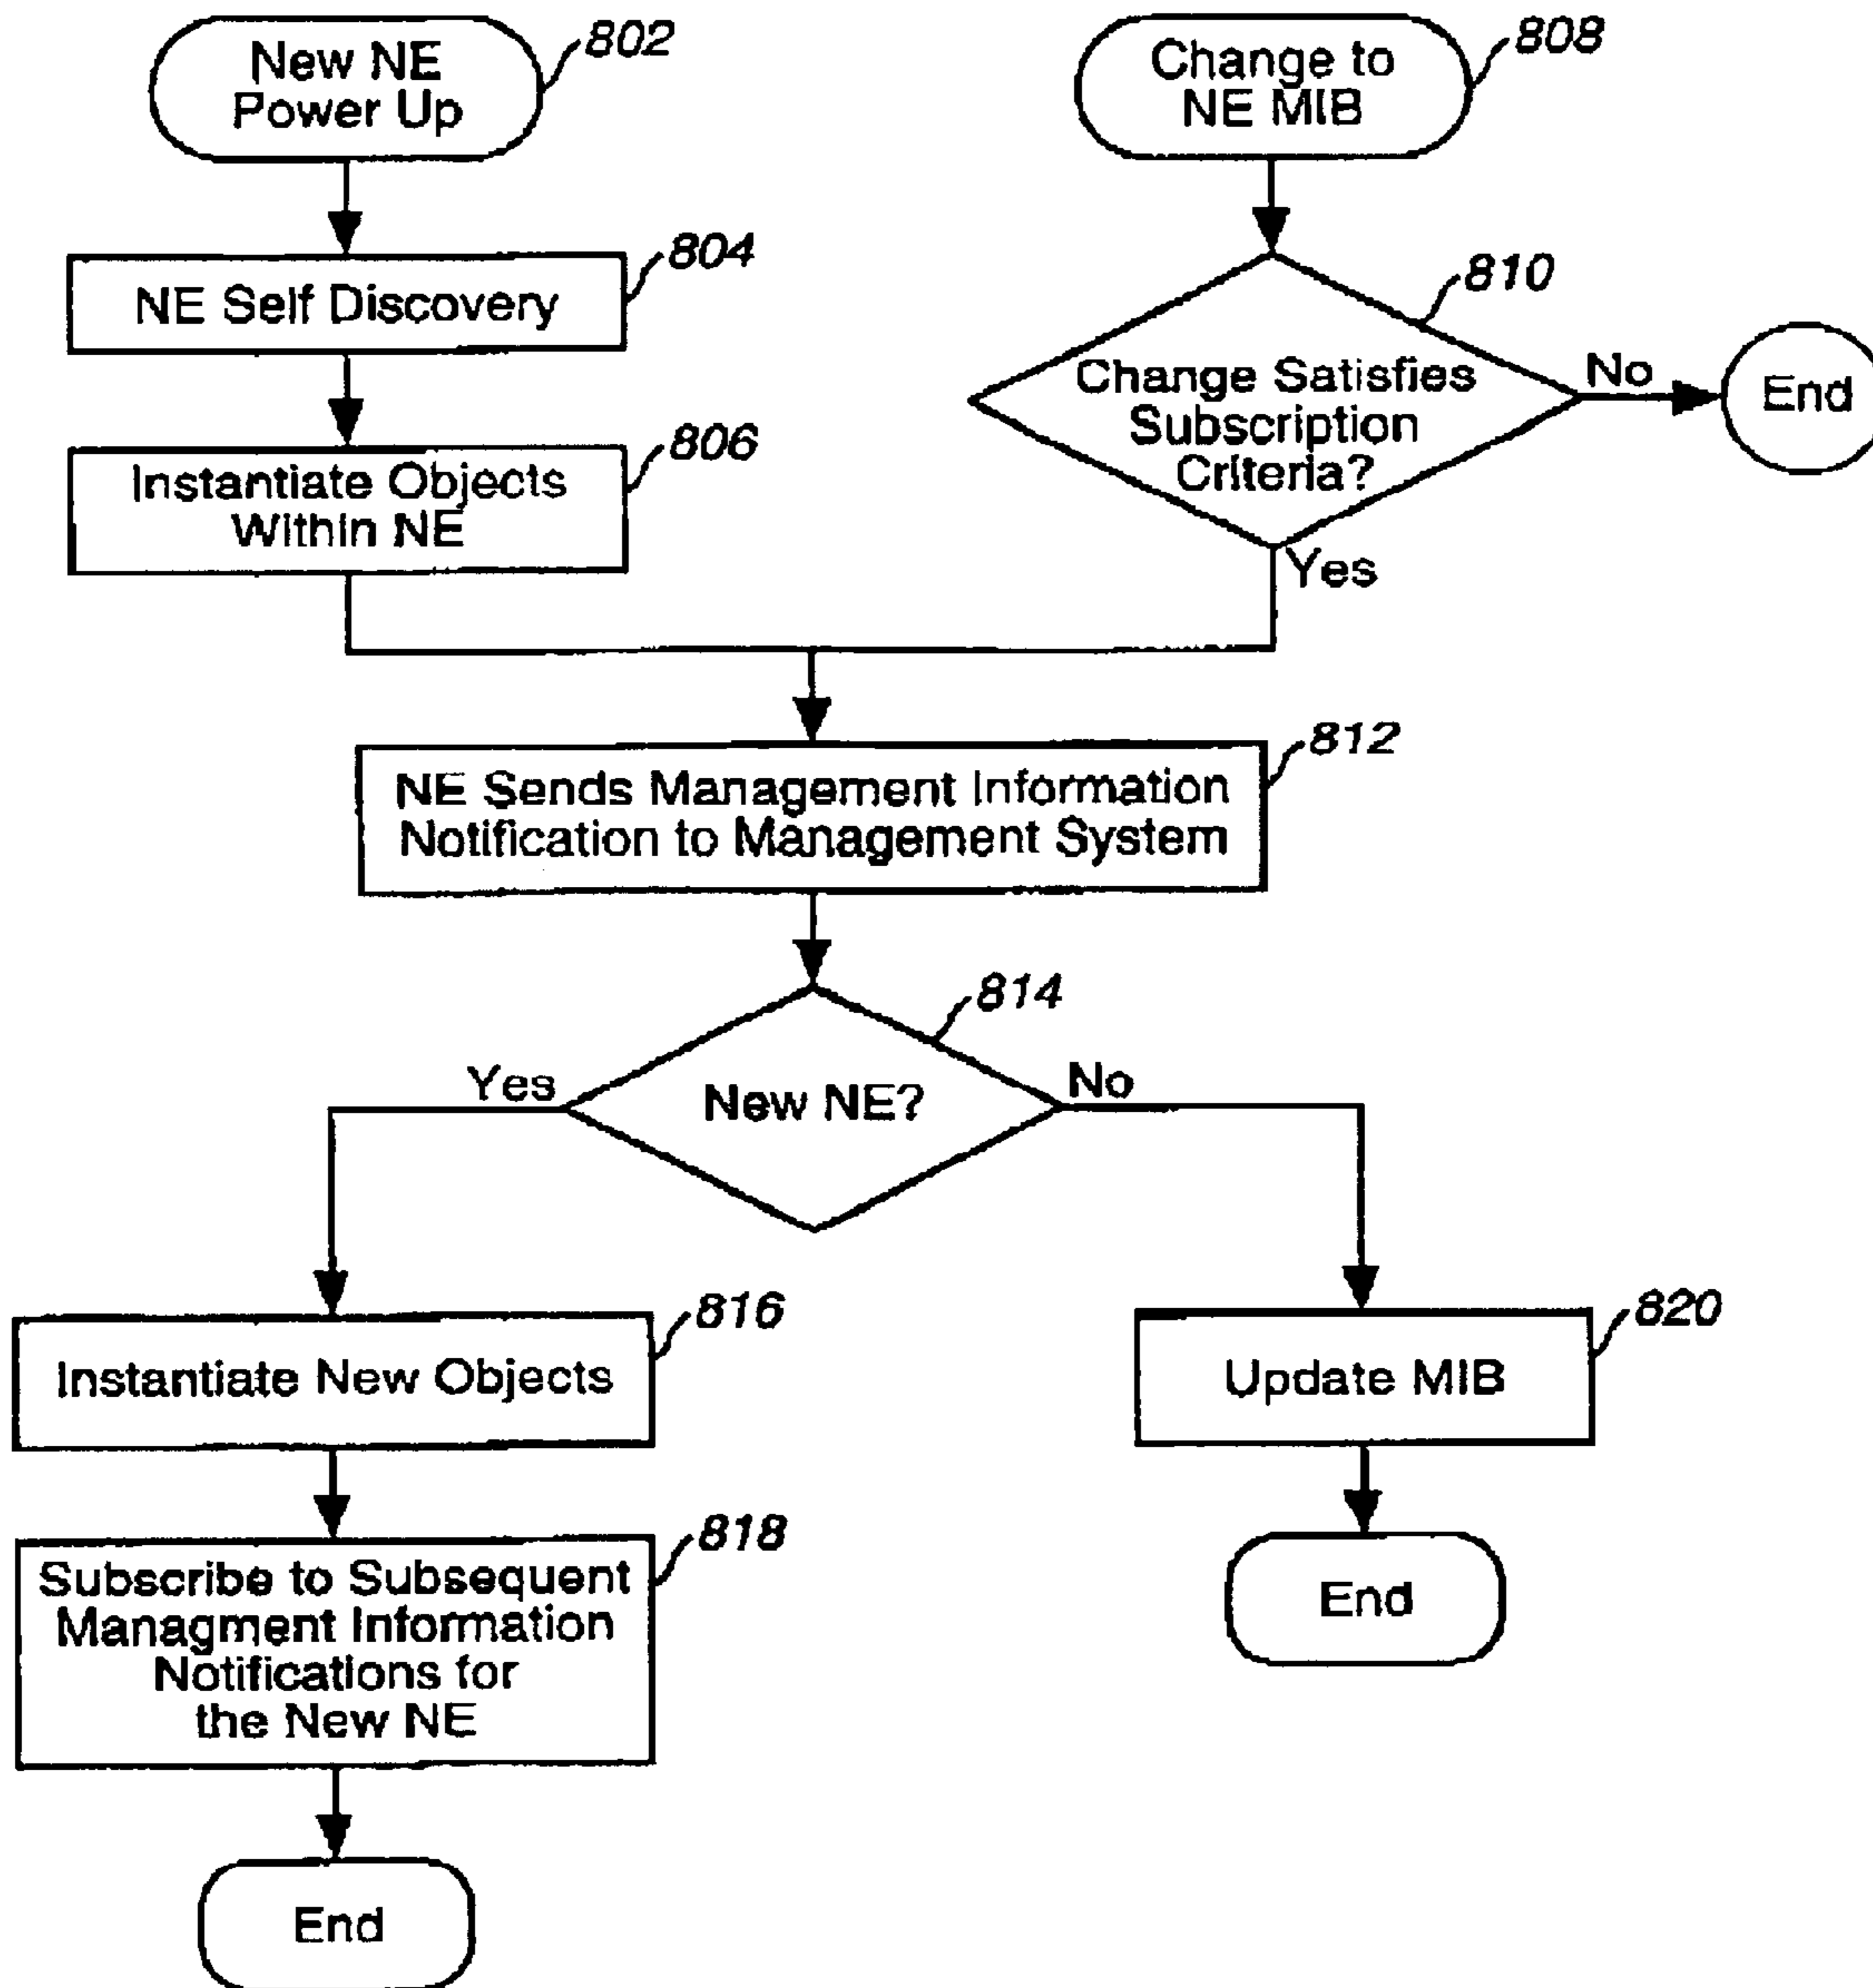 New NE
Power Up
802
Change to
NE MIB
808
NE Self Discovery
804
Change Satisfies
Subscription
Criteria?
810
No
End
Instantiate Objects
Within NE
806
Yes
NE Sends Management Information
Notification to Management System
812
New NE?
814
Yes
No
Instantiate New Objects
816
Update MIB
820
Subscribe to Subsequent
Managment Information
Notifications for
the New NE
818
End
End